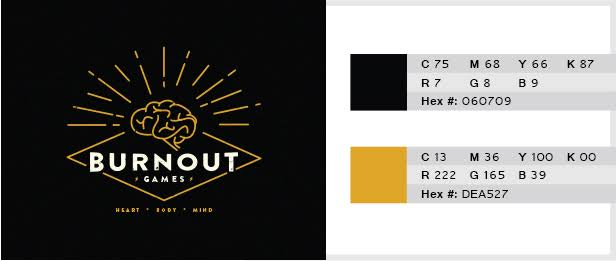 BURNOUT
GAMES
HEART * BODY * MIND
C 75 M 68 Y 66 K 87
R 7 G 8 B 9
Hex #: 060709
C 13 M 36 Y 100 K 00
R 222 G 165 B 39
Hex #: DEA527